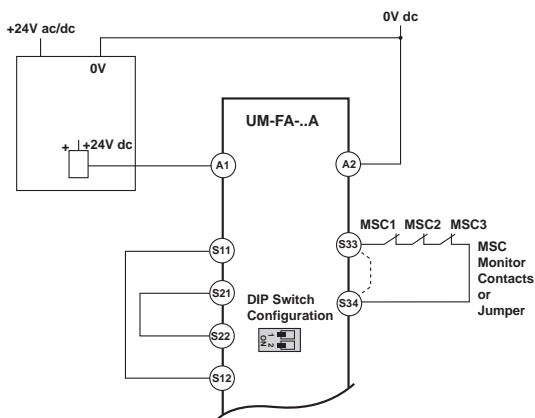 0V dc
+24V ac/dc
0V
UM-FA-..A
+ +24V dc
A1
A2
MSC1 MSC2 MSC3
S11
S33
MSC
Monitor
Contacts
or
Jumper
S21
DIP Switch
Configuration
S34
S22
ON
1
2
S12